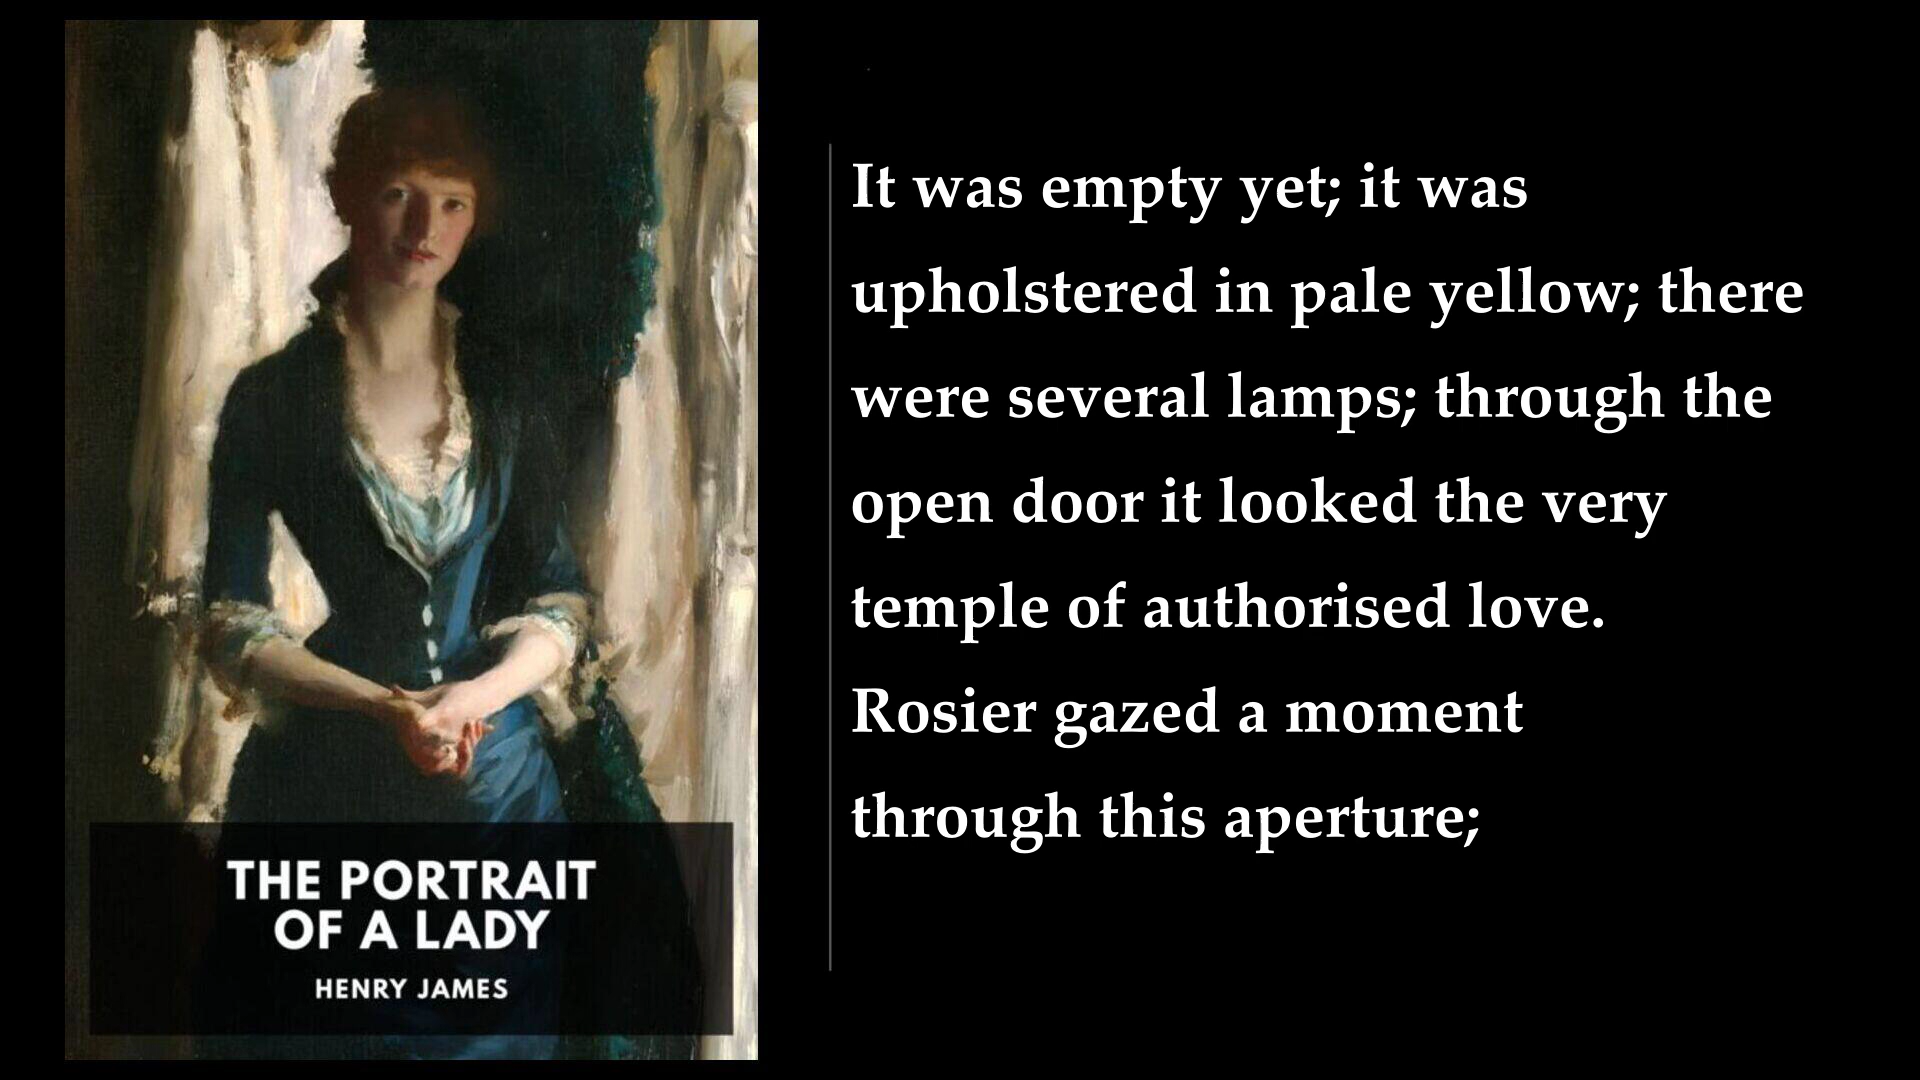 It was empty yet; it was
upholstered in pale yellow; there
were several lamps; through the
open door it looked the very
temple of authorised love.
Rosier gazed a moment
through this aperture;
THE PORTRAIT
OF A LADY
HENRY JAMES